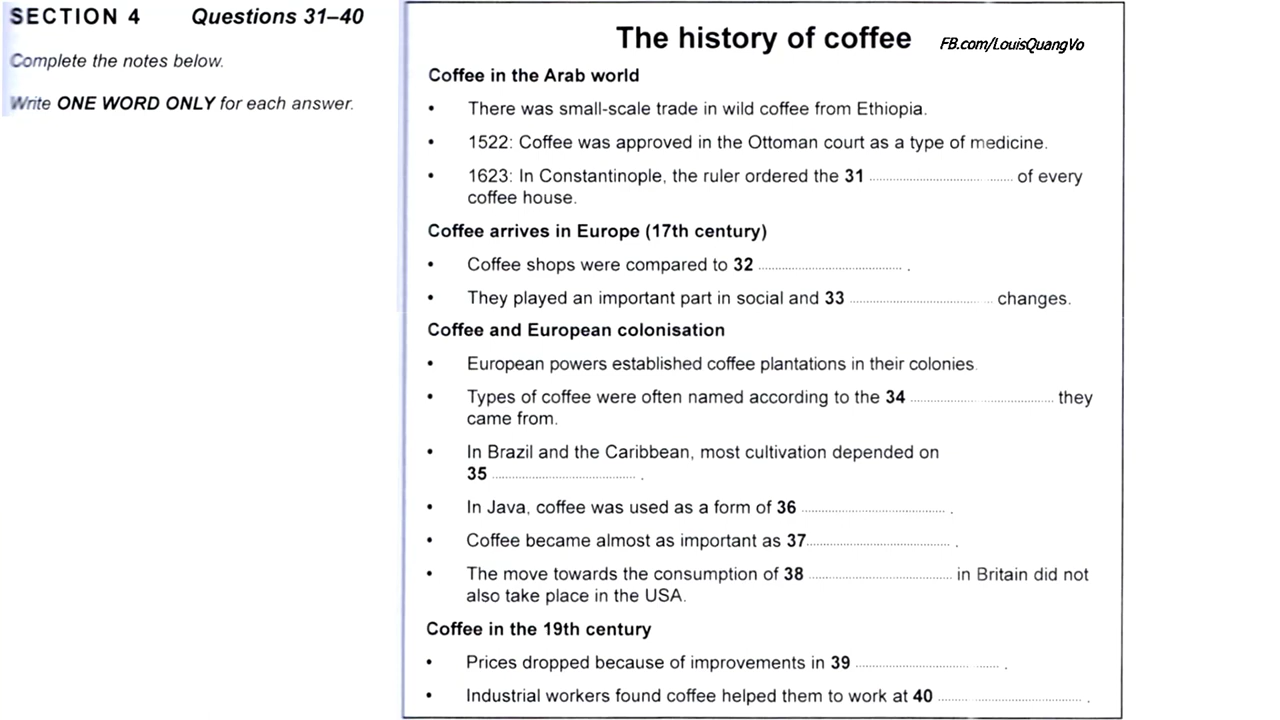 SECTION 4 Questions 31–40
Complete the notes below.
Write ONE WORD ONLY for each answer.
The history of coffee FB.com/LouisQuangVo
Coffee in the Arab world
• There was small-scale trade in wild coffee from Ethiopia.
• 1522: Coffee was approved in the Ottoman court as a type of medicine.
• 1623: In Constantinople, the ruler ordered the 31 .................... of every
coffee house.
Coffee arrives in Europe (17th century)
• Coffee shops were compared to 32 .................... .
• They played an important part in social and 33 .................... changes.
Coffee and European colonisation
• European powers established coffee plantations in their colonies.
• Types of coffee were often named according to the 34 .................... they
came from.
• In Brazil and the Caribbean, most cultivation depended on
35 .................... .
• In Java, coffee was used as a form of 36 .................... .
• Coffee became almost as important as 37 .................... .
• The move towards the consumption of 38 .................... in Britain did not
also take place in the USA.
Coffee in the 19th century
• Prices dropped because of improvements in 39 .................... .
• Industrial workers found coffee helped them to work at 40 .................... .